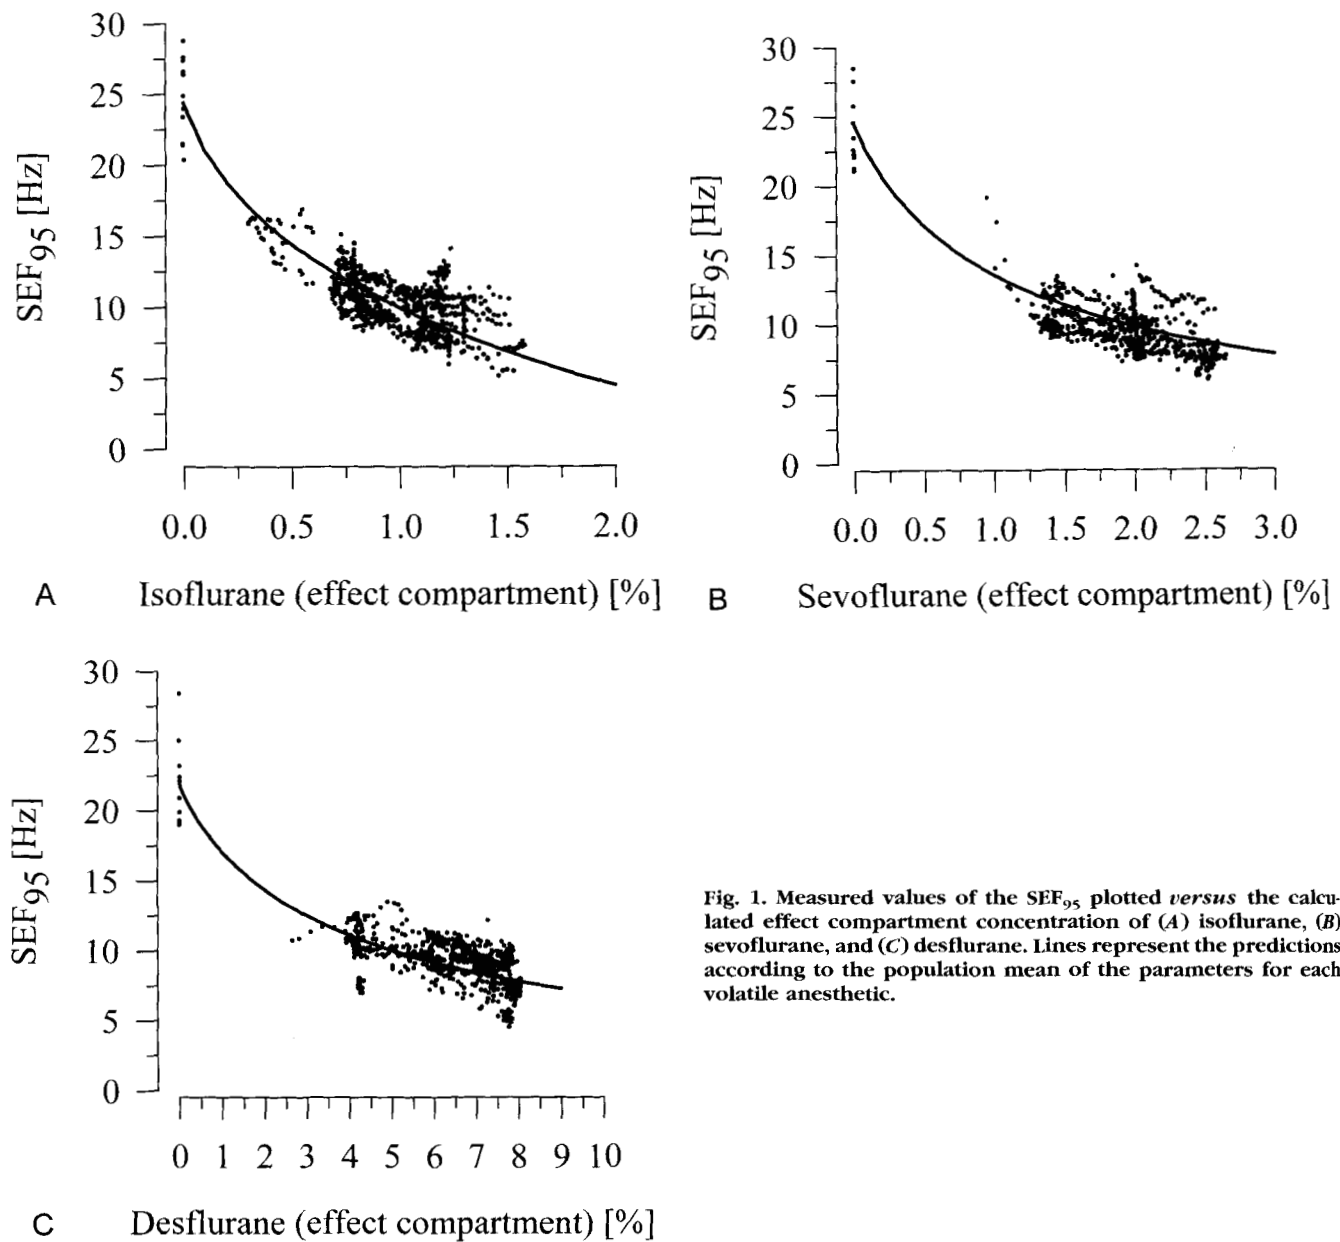 30
25
20
15
10
5
0
SEF95 [Hz]
0.0 0.5 1.0 1.5 2.0
A Isoflurane (effect compartment) [%]
30
25
20
15
10
5
0
SEF95 [Hz]
0.0 0.5 1.0 1.5 2.0 2.5 3.0
B Sevoflurane (effect compartment) [%]
30
25
20
15
10
5
0
SEF95 [Hz]
0 1 2 3 4 5 6 7 8 9 10
C Desflurane (effect compartment) [%]
Fig. 1. Measured values of the SEF95 plotted versus the calcu-
lated effect compartment concentration of (A) isoflurane, (B)
sevoflurane, and (C) desflurane. Lines represent the predictions
according to the population mean of the parameters for each
volatile anesthetic.